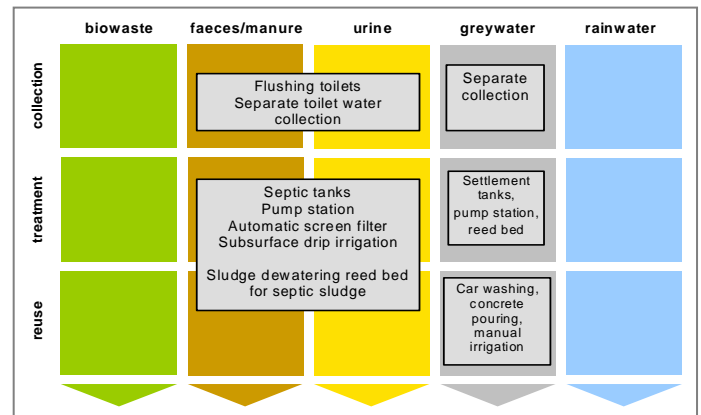 biowaste
faeces/manure
urine
greywater
rainwater
collection
Flushing toilets
Separate toilet water
collection
Separate
collection
treatment
Septic tanks
Pump station
Automatic screen filter
Subsurface drip irrigation
Sludge dewatering reed bed
for septic sludge
Settlement
tanks,
pump station,
reed bed
reuse
Car washing,
concrete
pouring,
manual
irrigation